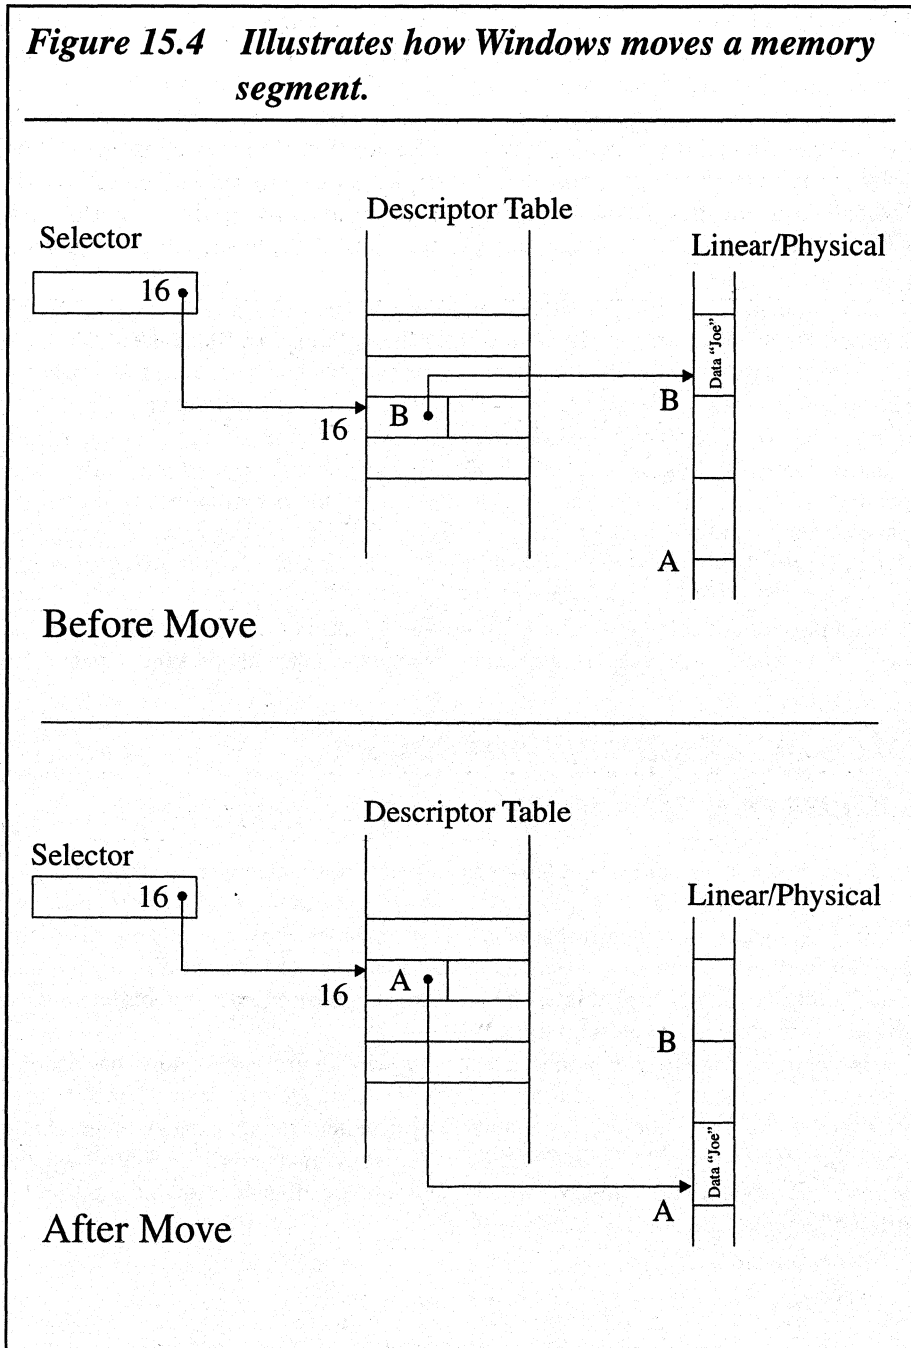 Figure 15.4 Illustrates how Windows moves a memory
segment.
Descriptor Table
Selector
Linear/Physical
16
Data "Joe"
B
B
16
A
Before Move
Descriptor Table
Selector
Linear/Physical
16
A
16
B
Data "Joe"
A
After Move